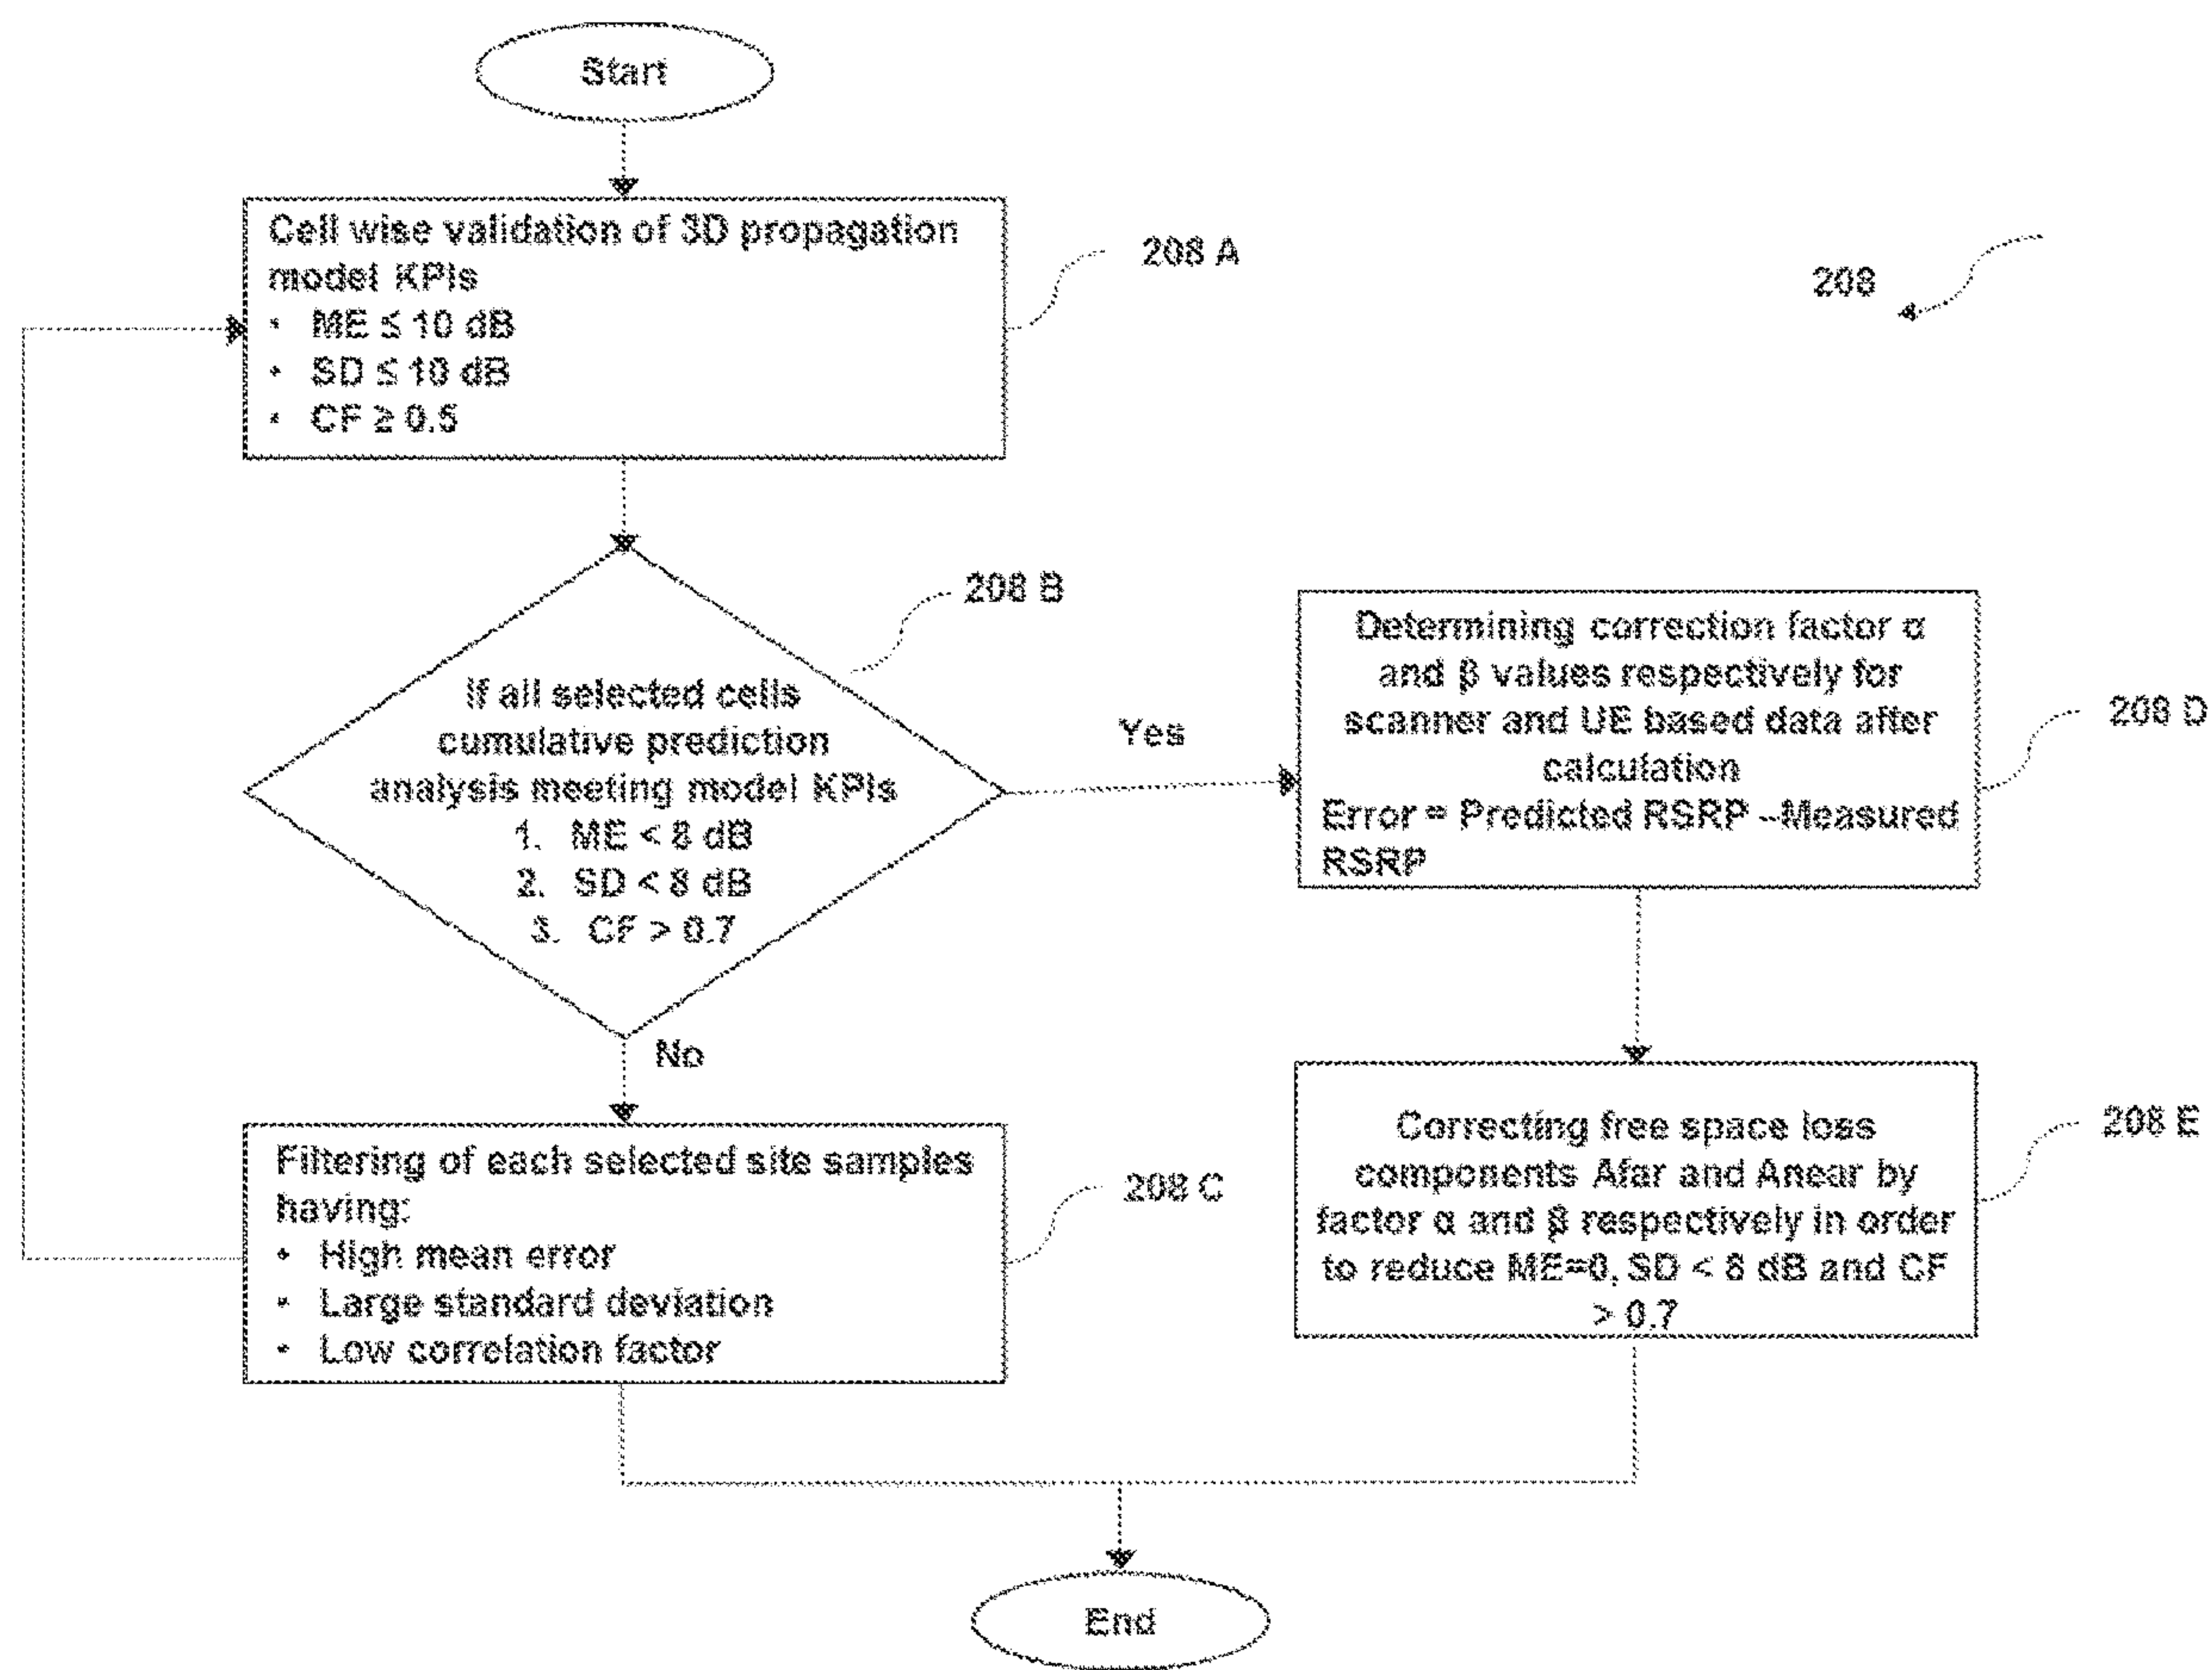 Start
Cell wise validation of 3D propagation
model KPIs
• ME ≤ 10 dB
• SD ≤ 10 dB
• CF ≥ 0.5
208 A
208
208 B
If all selected cells
cumulative prediction
analysis meeting model KPIs
1. ME < 8 dB
2. SD < 8 dB
3. CF > 0.7
Yes
No
Determining correction factor α
and β values respectively for
scanner and UE based data after
calculation
Error = Predicted RSRP –Measured
RSRP
208 D
Filtering of each selected site samples
having:
• High mean error
• Large standard deviation
• Low correlation factor
208 C
Correcting free space loss
components Afar and Anear by
factor α and β respectively in order
to reduce ME=0, SD < 8 dB and CF
> 0.7
208 E
End